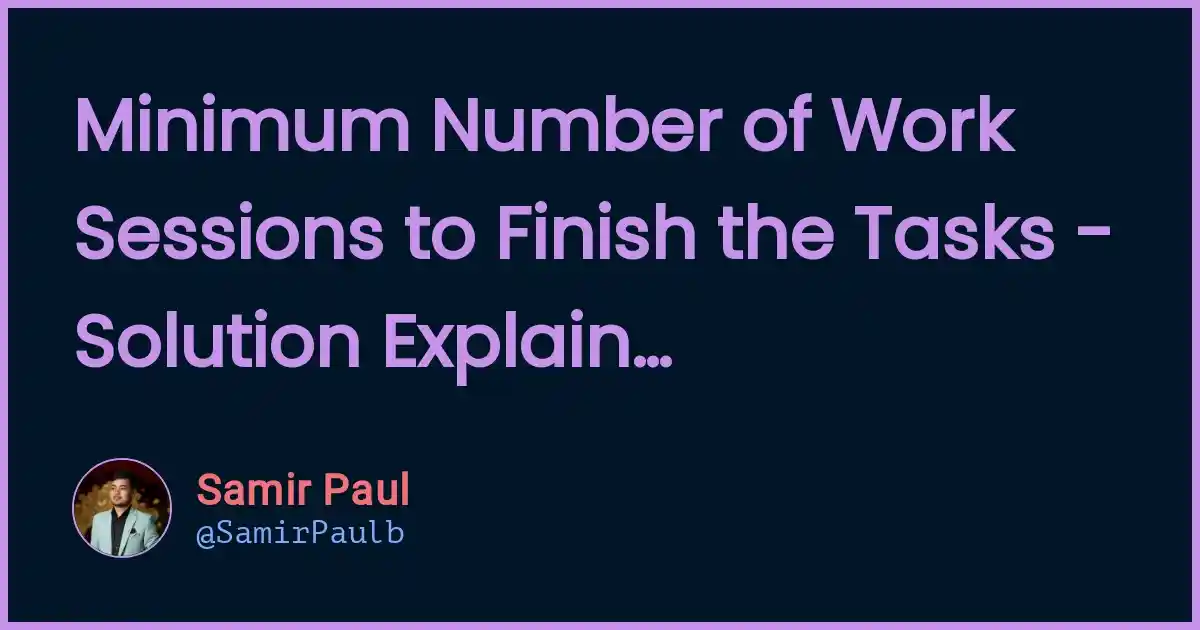 Minimum Number of Work
Sessions to Finish the Tasks -
Solution Explain...
Samir Paul
@SamirPaulb